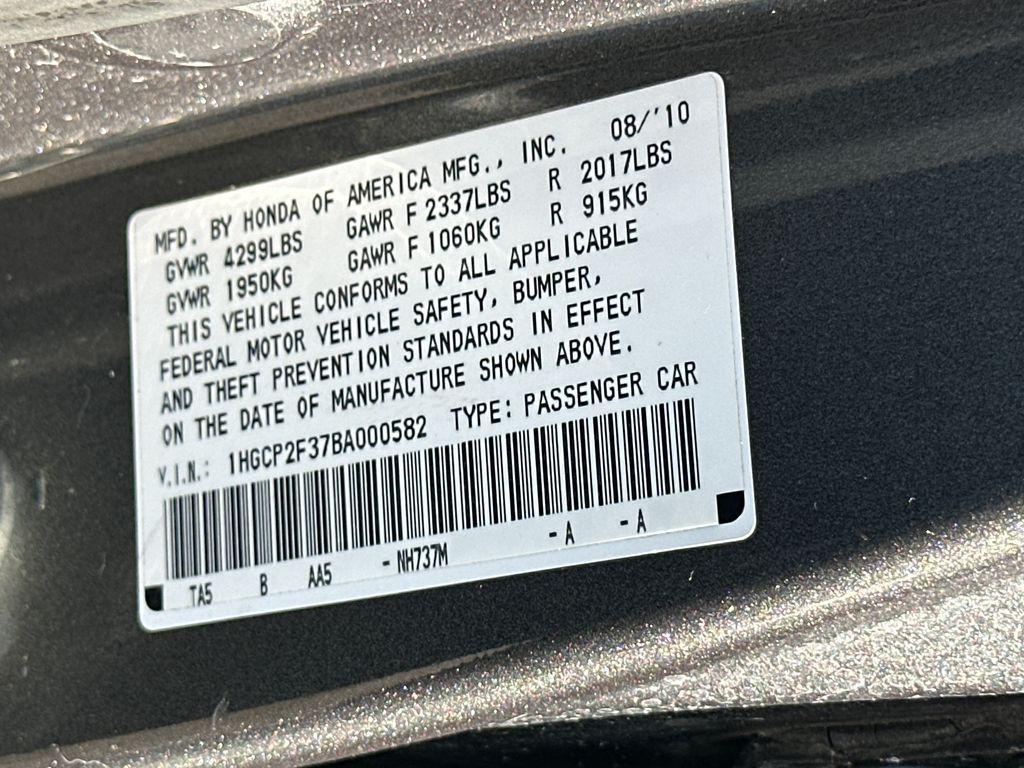 MFD. BY HONDA OF AMERICA MFG., INC. 08/'10
GVWR 4299LBS GAWR F 2337LBS R 2017LBS
GVWR 1950KG GAWR F 1060KG R 915KG
THIS VEHICLE CONFORMS TO ALL APPLICABLE
FEDERAL MOTOR VEHICLE SAFETY, BUMPER,
AND THEFT PREVENTION STANDARDS IN EFFECT
ON THE DATE OF MANUFACTURE SHOWN ABOVE.
V.I.N.: 1HGCP2F37BA000582 TYPE: PASSENGER CAR
TA5 B AA5 - NH737M - A - A